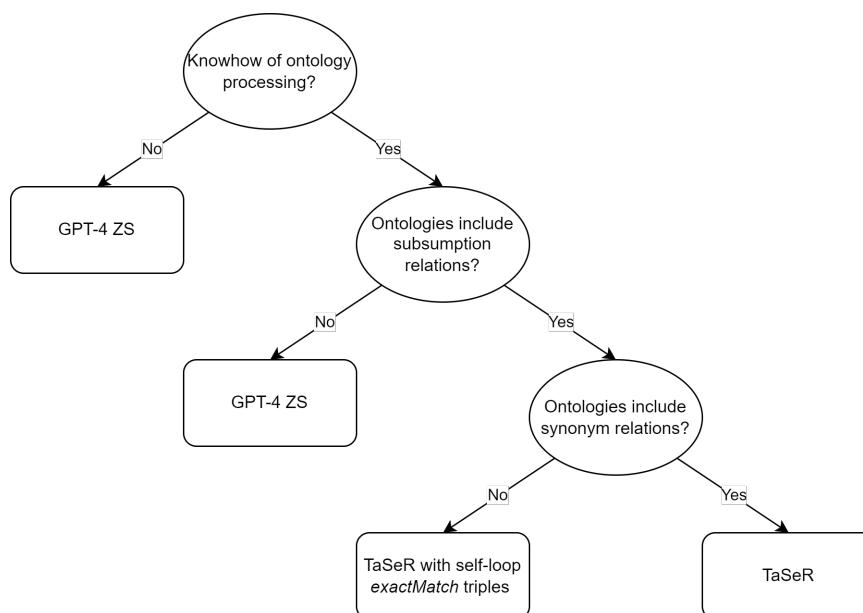 Knowhow of ontology
processing?
No
Yes
GPT-4 ZS
Ontologies include
subsumption
relations?
No
Yes
GPT-4 ZS
Ontologies include
synonym relations?
No
Yes
TaSeR with self-loop
exactMatch triples
TaSeR